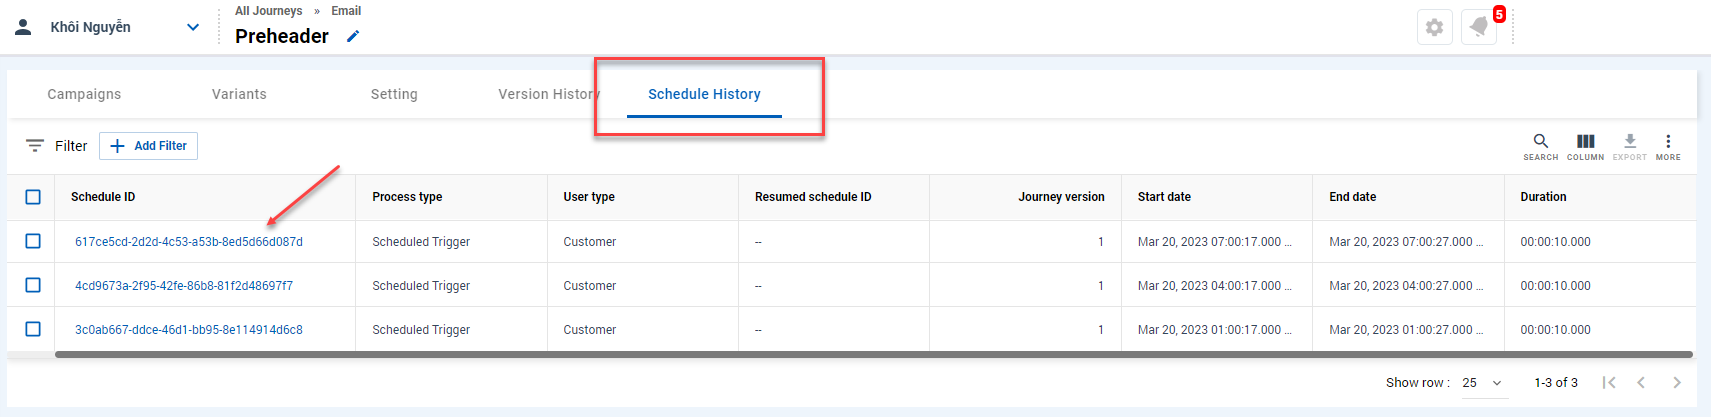 Khôi Nguyễn
All Journeys » Email
Preheader
5
Campaigns Variants Setting Version History Schedule History
Filter Add Filter
SEARCH COLUMN EXPORT MORE
Schedule ID Process type User type Resumed schedule ID Journey version Start date End date Duration
617ce5cd-2d2d-4c53-a53b-8ed5d66d087d Scheduled Trigger Customer -- 1 Mar 20, 2023 07:00:17.000 ... Mar 20, 2023 07:00:27.000 ... 00:00:10.000
4cd9673a-2f95-42fe-86b8-81f2d48697f7 Scheduled Trigger Customer -- 1 Mar 20, 2023 04:00:17.000 ... Mar 20, 2023 04:00:27.000 ... 00:00:10.000
3c0ab667-ddce-46d1-bb95-8e114914d6c8 Scheduled Trigger Customer -- 1 Mar 20, 2023 01:00:17.000 ... Mar 20, 2023 01:00:27.000 ... 00:00:10.000
Show row : 25 1-3 of 3